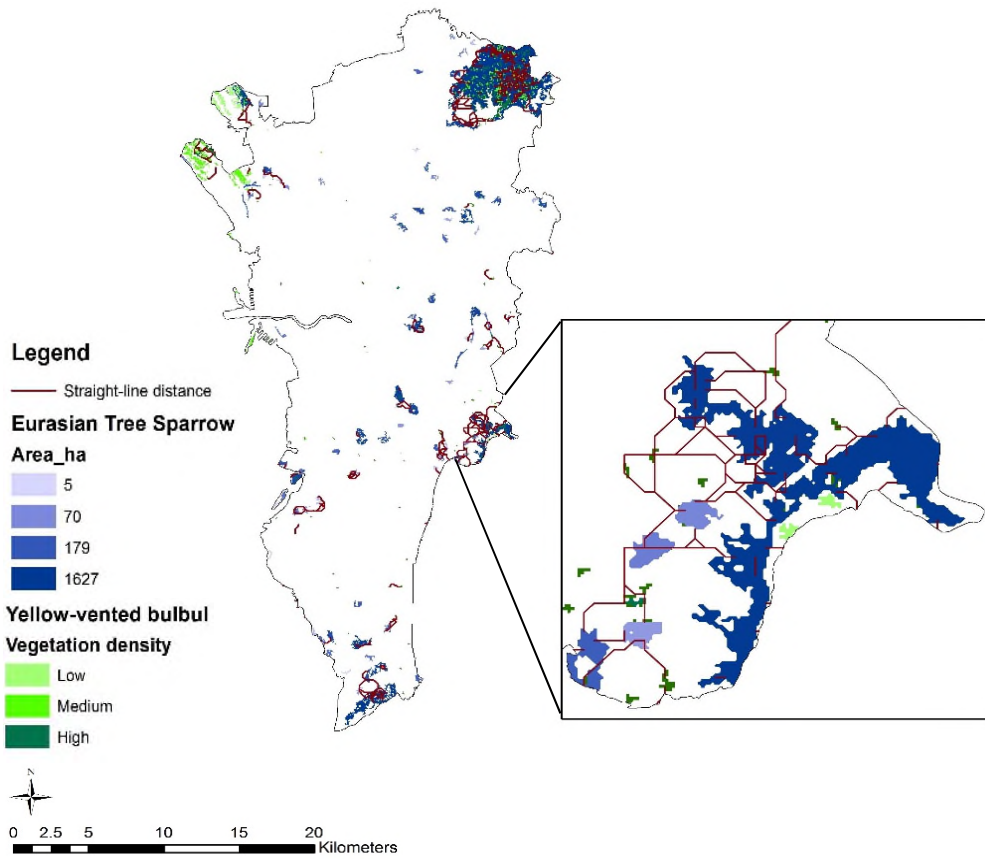 Legend
Straight-line distance
Eurasian Tree Sparrow
Area_ha
5
70
179
1627
Yellow-vented bulbul
Vegetation density
Low
Medium
High
N
0 2.5 5 10 15 20
Kilometers